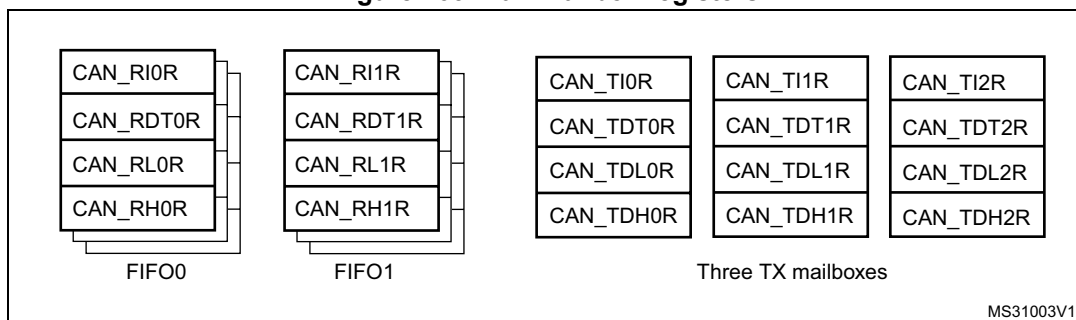 CAN_RI0R
CAN_RDT0R
CAN_RL0R
CAN_RH0R
FIFO0
CAN_RI1R
CAN_RDT1R
CAN_RL1R
CAN_RH1R
FIFO1
CAN_TI0R
CAN_TDT0R
CAN_TDL0R
CAN_TDH0R
CAN_TI1R
CAN_TDT1R
CAN_TDL1R
CAN_TDH1R
CAN_TI2R
CAN_TDT2R
CAN_TDL2R
CAN_TDH2R
Three TX mailboxes
MS31003V1